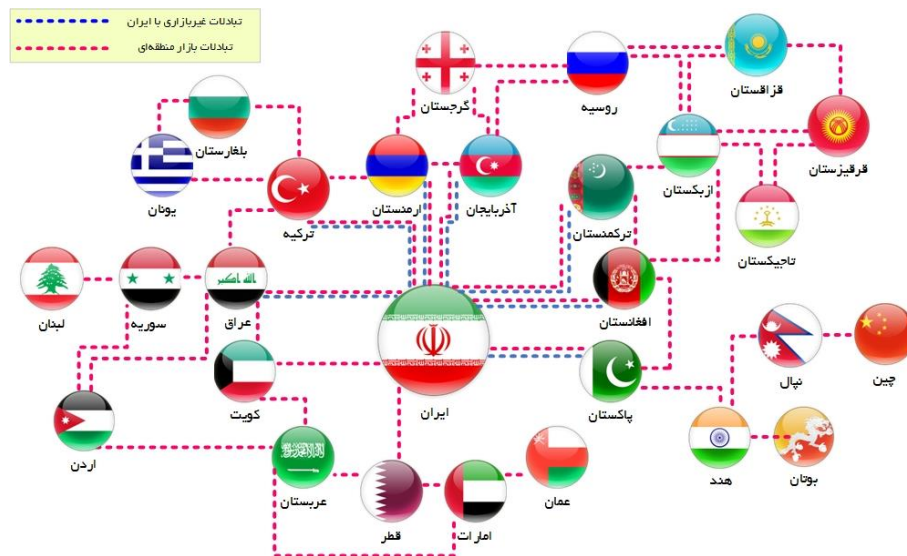 تبادلات غیربازاری با ایران
تبادلات بازار منطقه‌ای
گرجستان
روسیه
قزاقستان
بلغارستان
یونان
ترکیه
ارمنستان
آذربایجان
ترکمنستان
ازبکستان
قرقیزستان
تاجیکستان
لبنان
سوریه
عراق
افغانستان
کویت
ایران
پاکستان
نپال
چین
اردن
عربستان
قطر
امارات
عمان
هند
بوتان